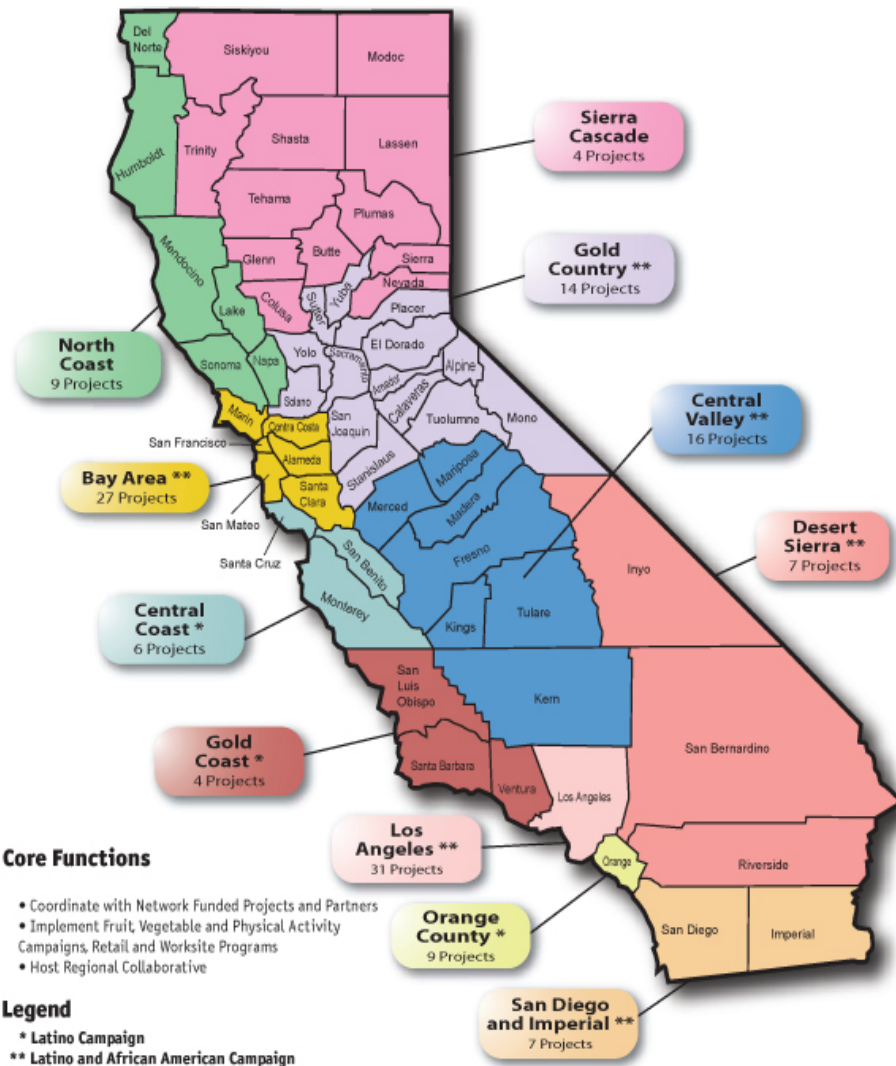 Del
Norte
Siskiyou
Modoc
Humboldt
Trinity
Shasta
Lassen
Sierra
Cascade
4 Projects
Tehama
Plumas
Mendocino
Glenn
Butte
Sierra
Nevada
Gold
Country **
14 Projects
Lake
Colusa
Sutter
Yuba
Placer
North
Coast
9 Projects
Sonoma
Napa
Yolo
Sacramento
El Dorado
Alpine
Solano
Amador
Calaveras
Marin
Contra Costa
San
Joaquin
Tuolumne
Mono
Central
Valley **
16 Projects
San Francisco
Alameda
Stanislaus
Mariposa
Bay Area **
27 Projects
Santa
Clara
Merced
Madera
San Mateo
Santa Cruz
San Benito
Fresno
Inyo
Desert
Sierra **
7 Projects
Central
Coast *
6 Projects
Monterey
Kings
Tulare
San
Luis
Obispo
Kern
San Bernardino
Gold
Coast *
4 Projects
Santa Barbara
Ventura
Los Angeles
Los
Angeles **
31 Projects
Orange
Riverside
Core Functions
• Coordinate with Network Funded Projects and Partners
• Implement Fruit, Vegetable and Physical Activity
Campaigns, Retail and Worksite Programs
• Host Regional Collaborative
Orange
County *
9 Projects
San Diego
Imperial
San Diego
and Imperial **
7 Projects
Legend
* Latino Campaign
** Latino and African American Campaign